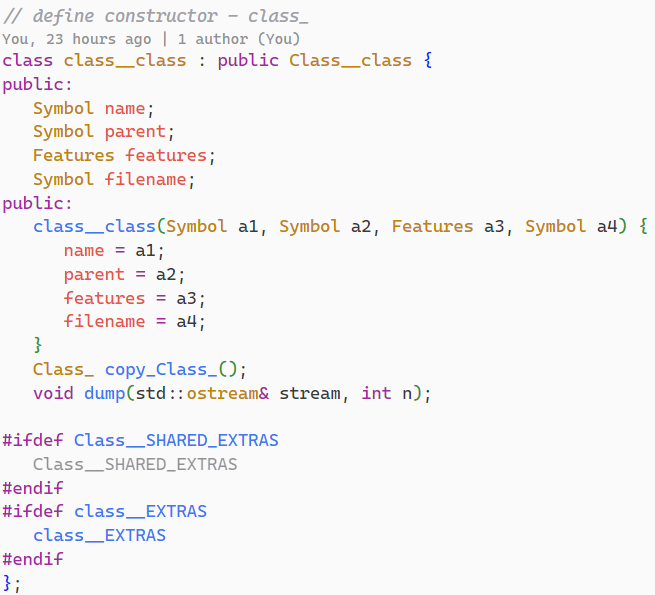 // define constructor – class_
You, 23 hours ago | 1 author (You)
class class__class : public Class__class {
public:
   Symbol name;
   Symbol parent;
   Features features;
   Symbol filename;
public:
   class__class(Symbol a1, Symbol a2, Features a3, Symbol a4) {
      name = a1;
      parent = a2;
      features = a3;
      filename = a4;
   }
   Class_ copy_Class_();
   void dump(std::ostream& stream, int n);

#ifdef Class__SHARED_EXTRAS
   Class__SHARED_EXTRAS
#endif
#ifdef class__EXTRAS
   class__EXTRAS
#endif
};